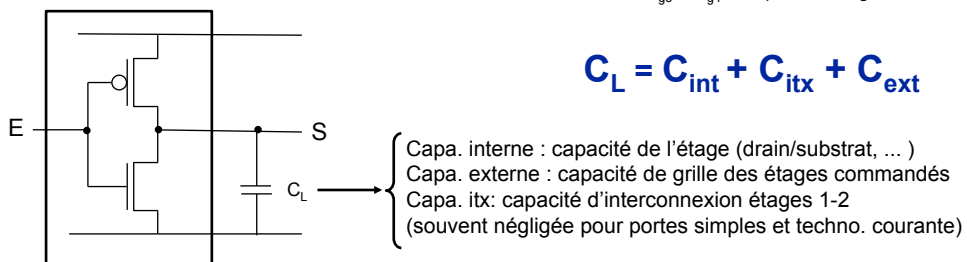 C_L = C_int + C_itx + C_ext
E
S
C_L
Capa. interne : capacité de l'étage (drain/substrat, ... )
Capa. externe : capacité de grille des étages commandés
Capa. itx: capacité d'interconnexion étages 1-2
(souvent négligée pour portes simples et techno. courante)